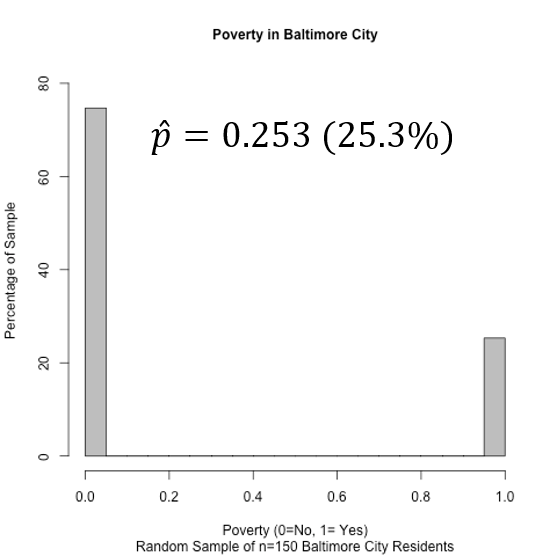 Poverty in Baltimore City
p̂ = 0.253 (25.3%)
Percentage of Sample
80
60
40
20
0
0.0 0.2 0.4 0.6 0.8 1.0
Poverty (0=No, 1= Yes)
Random Sample of n=150 Baltimore City Residents